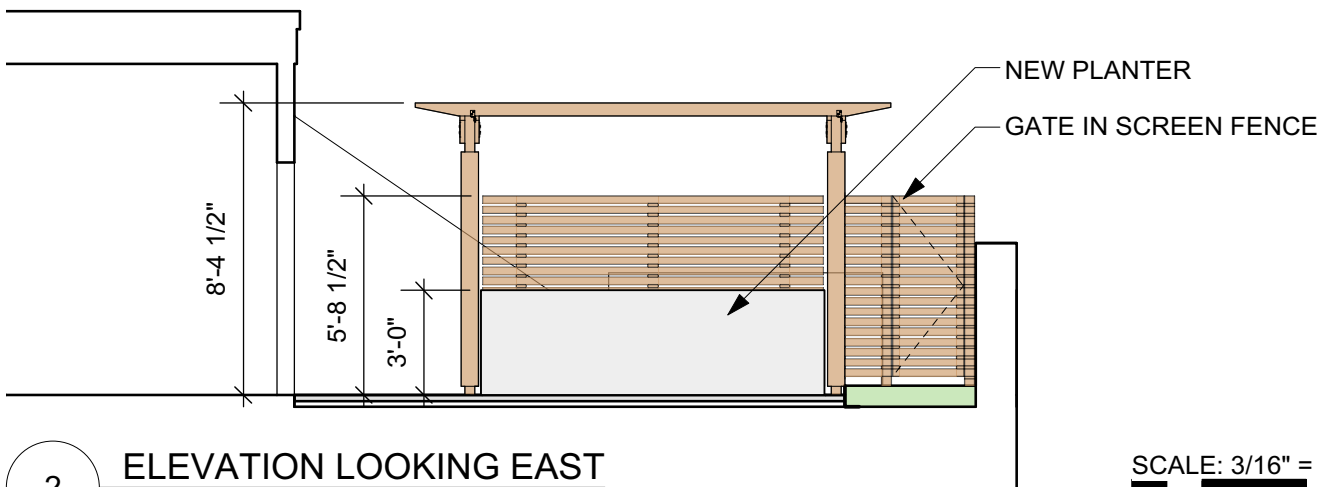 NEW PLANTER
GATE IN SCREEN FENCE
8'-4 1/2"
5'-8 1/2"
3'-0"
2
ELEVATION LOOKING EAST
SCALE: 3/16" =